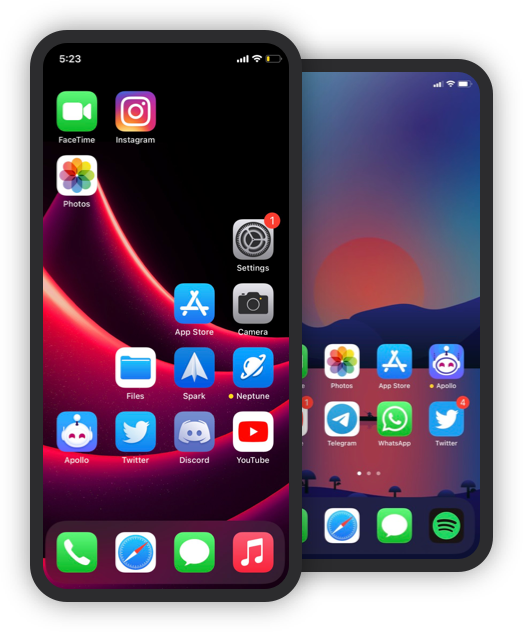 5:23
FaceTime
Instagram
Photos
1
Settings
App Store
Camera
Files
Spark
Neptune
Apollo
Twitter
Discord
YouTube
Photos
App Store
Apollo
1
4
Telegram
WhatsApp
Twitter